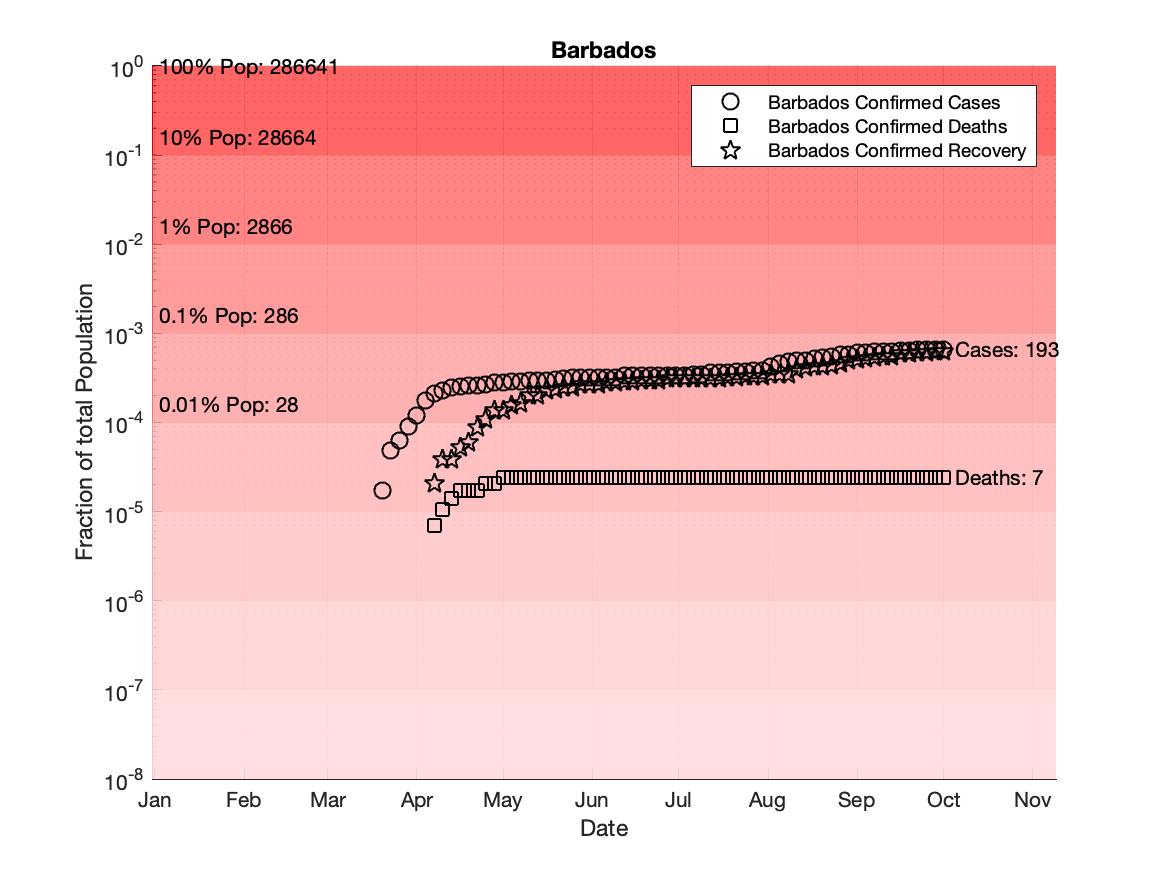 Barbados
10⁰
100% Pop: 286641
Barbados Confirmed Cases
Barbados Confirmed Deaths
Barbados Confirmed Recovery
10% Pop: 28664
10⁻¹
1% Pop: 2866
10⁻²
0.1% Pop: 286
10⁻³
Cases: 193
0.01% Pop: 28
10⁻⁴
Deaths: 7
10⁻⁵
10⁻⁶
10⁻⁷
10⁻⁸
Fraction of total Population
Jan Feb Mar Apr May Jun Jul Aug Sep Oct Nov
Date